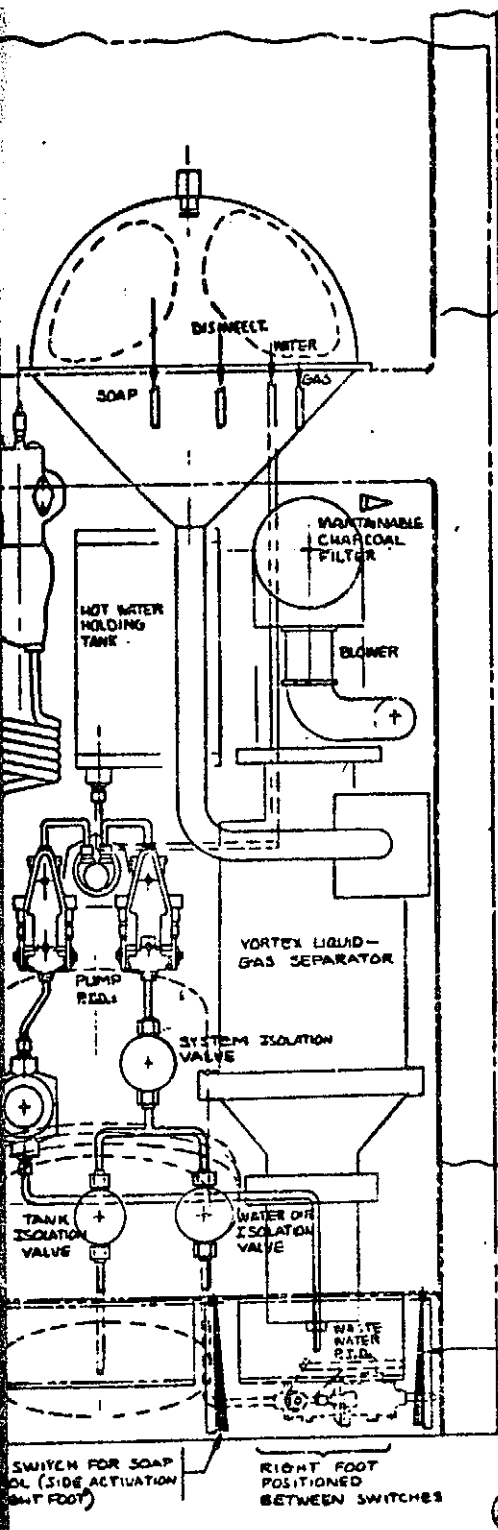 DISINFECT.
WATER
SOAP
GAS
MAINTAINABLE
CHARCOAL
FILTER
HOT WATER
HOLDING
TANK
BLOWER
VORTEX LIQUID-
GAS SEPARATOR
PUMP
SYSTEM ISOLATION
VALVE
TANK
ISOLATION
VALVE
WATER
ISOLATION
VALVE
WASTE
WATER
P.I.D.
SWITCH FOR SOAP
(SIDE ACTIVATION
FOOT)
RIGHT FOOT
POSITIONED
BETWEEN SWITCHES